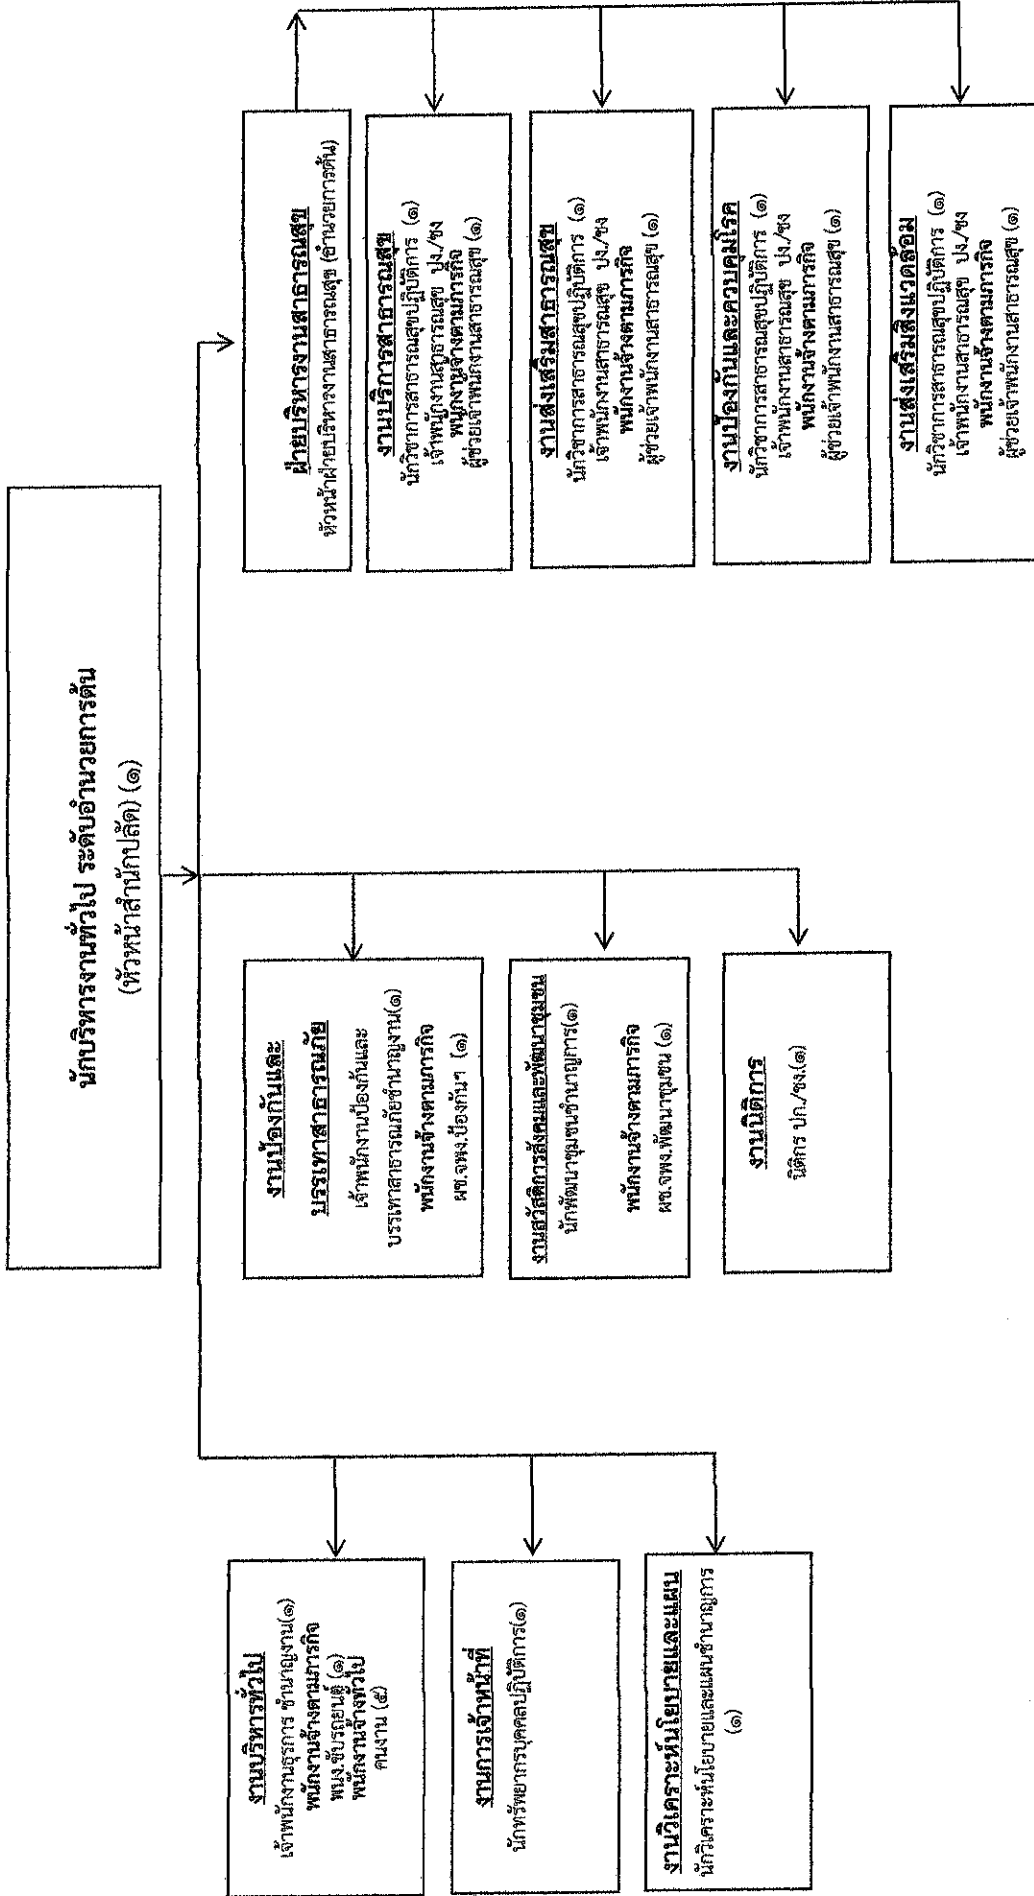 นักบริหารงานทั่วไป ระดับอำนวยการต้น
(หัวหน้าสำนักปลัด) (๑)
งานบริหารทั่วไป
เจ้าพนักงานธุรการ ชำนาญงาน(๑)
พนักงานจ้างตามภารกิจ
พนง.ขับรถยนต์ (๑)
พนักงานจ้างทั่วไป
คนงาน (๕)
งานการเจ้าหน้าที่
นักทรัพยากรบุคคลปฏิบัติการ(๑)
งานวิเคราะห์นโยบายและแผน
นักวิเคราะห์นโยบายและแผนชำนาญการ
(๑)
งานป้องกันและ
บรรเทาสาธารณภัย
เจ้าพนักงานป้องกันและ
บรรเทาสาธารณภัยชำนาญงาน(๑)
พนักงานจ้างตามภารกิจ
ผช.จพง.ป้องกันฯ (๑)
งานสวัสดิการสังคมและพัฒนาชุมชน
นักพัฒนาชุมชนชำนาญการ(๑)
พนักงานจ้างตามภารกิจ
ผช.จพง.พัฒนาชุมชน (๑)
งานนิติการ
นิติกร ปก./ชง.(๑)
ฝ่ายบริหารงานสาธารณสุข
หัวหน้าฝ่ายบริหารงานสาธารณสุข (อำนวยการต้น)
งานบริการสาธารณสุข
นักวิชาการสาธารณสุขปฏิบัติการ (๑)
เจ้าพนักงานสาธารณสุข ปง./ชง
พนักงานจ้างตามภารกิจ
ผู้ช่วยเจ้าพนักงานสาธารณสุข (๑)
งานส่งเสริมสาธารณสุข
นักวิชาการสาธารณสุขปฏิบัติการ (๑)
เจ้าพนักงานสาธารณสุข ปง./ชง
พนักงานจ้างตามภารกิจ
ผู้ช่วยเจ้าพนักงานสาธารณสุข (๑)
งานป้องกันและควบคุมโรค
นักวิชาการสาธารณสุขปฏิบัติการ (๑)
เจ้าพนักงานสาธารณสุข ปง./ชง
พนักงานจ้างตามภารกิจ
ผู้ช่วยเจ้าพนักงานสาธารณสุข (๑)
งานส่งเสริมสิ่งแวดล้อม
นักวิชาการสาธารณสุขปฏิบัติการ (๑)
เจ้าพนักงานสาธารณสุข ปง./ชง
พนักงานจ้างตามภารกิจ
ผู้ช่วยเจ้าพนักงานสาธารณสุข (๑)